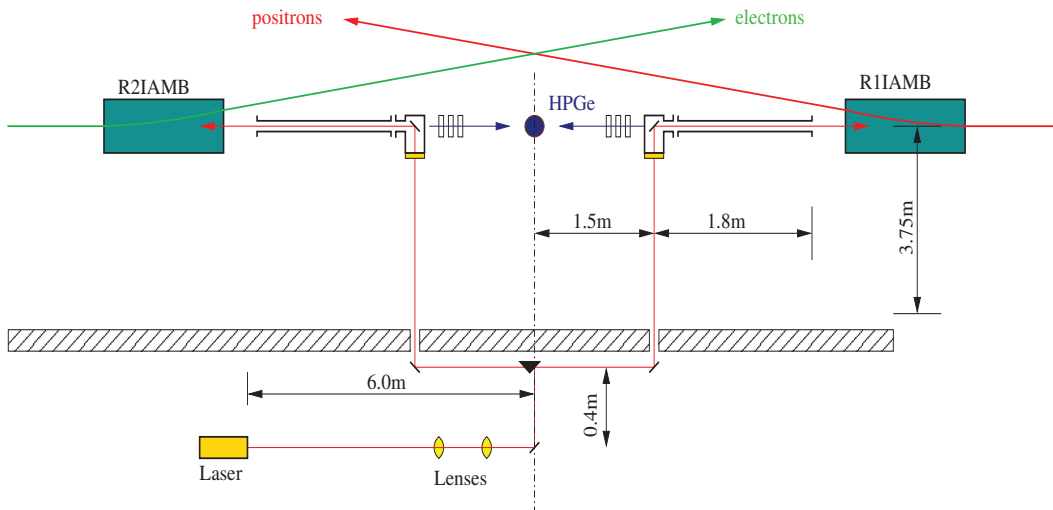 positrons
electrons
R2IAMB
HPGe
R1IAMB
1.5m
1.8m
3.75m
6.0m
0.4m
Laser
Lenses